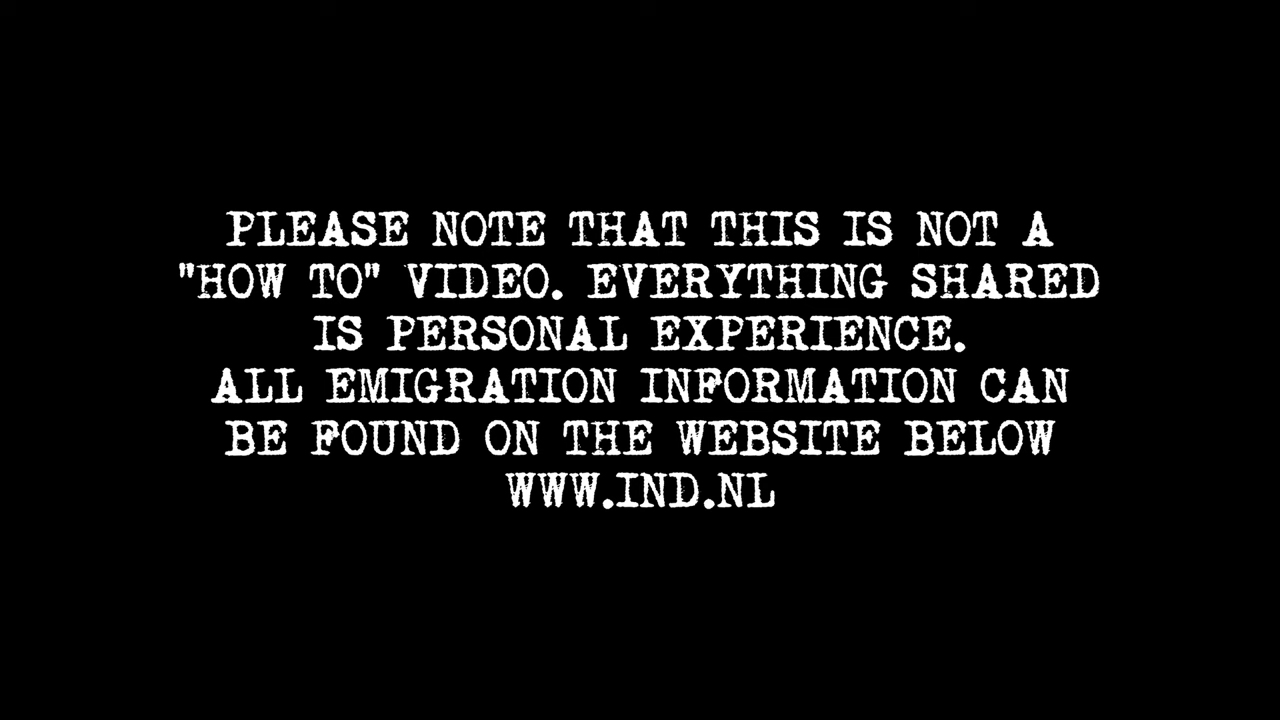 PLEASE NOTE THAT THIS IS NOT A
"HOW TO" VIDEO. EVERYTHING SHARED
IS PERSONAL EXPERIENCE.
ALL EMIGRATION INFORMATION CAN
BE FOUND ON THE WEBSITE BELOW
WWW.IND.NL